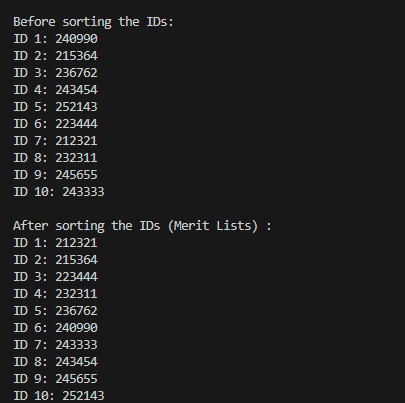 Before sorting the IDs:
ID 1: 240990
ID 2: 215364
ID 3: 236762
ID 4: 243454
ID 5: 252143
ID 6: 223444
ID 7: 212321
ID 8: 232311
ID 9: 245655
ID 10: 243333
After sorting the IDs (Merit Lists) :
ID 1: 212321
ID 2: 215364
ID 3: 223444
ID 4: 232311
ID 5: 236762
ID 6: 240990
ID 7: 243333
ID 8: 243454
ID 9: 245655
ID 10: 252143